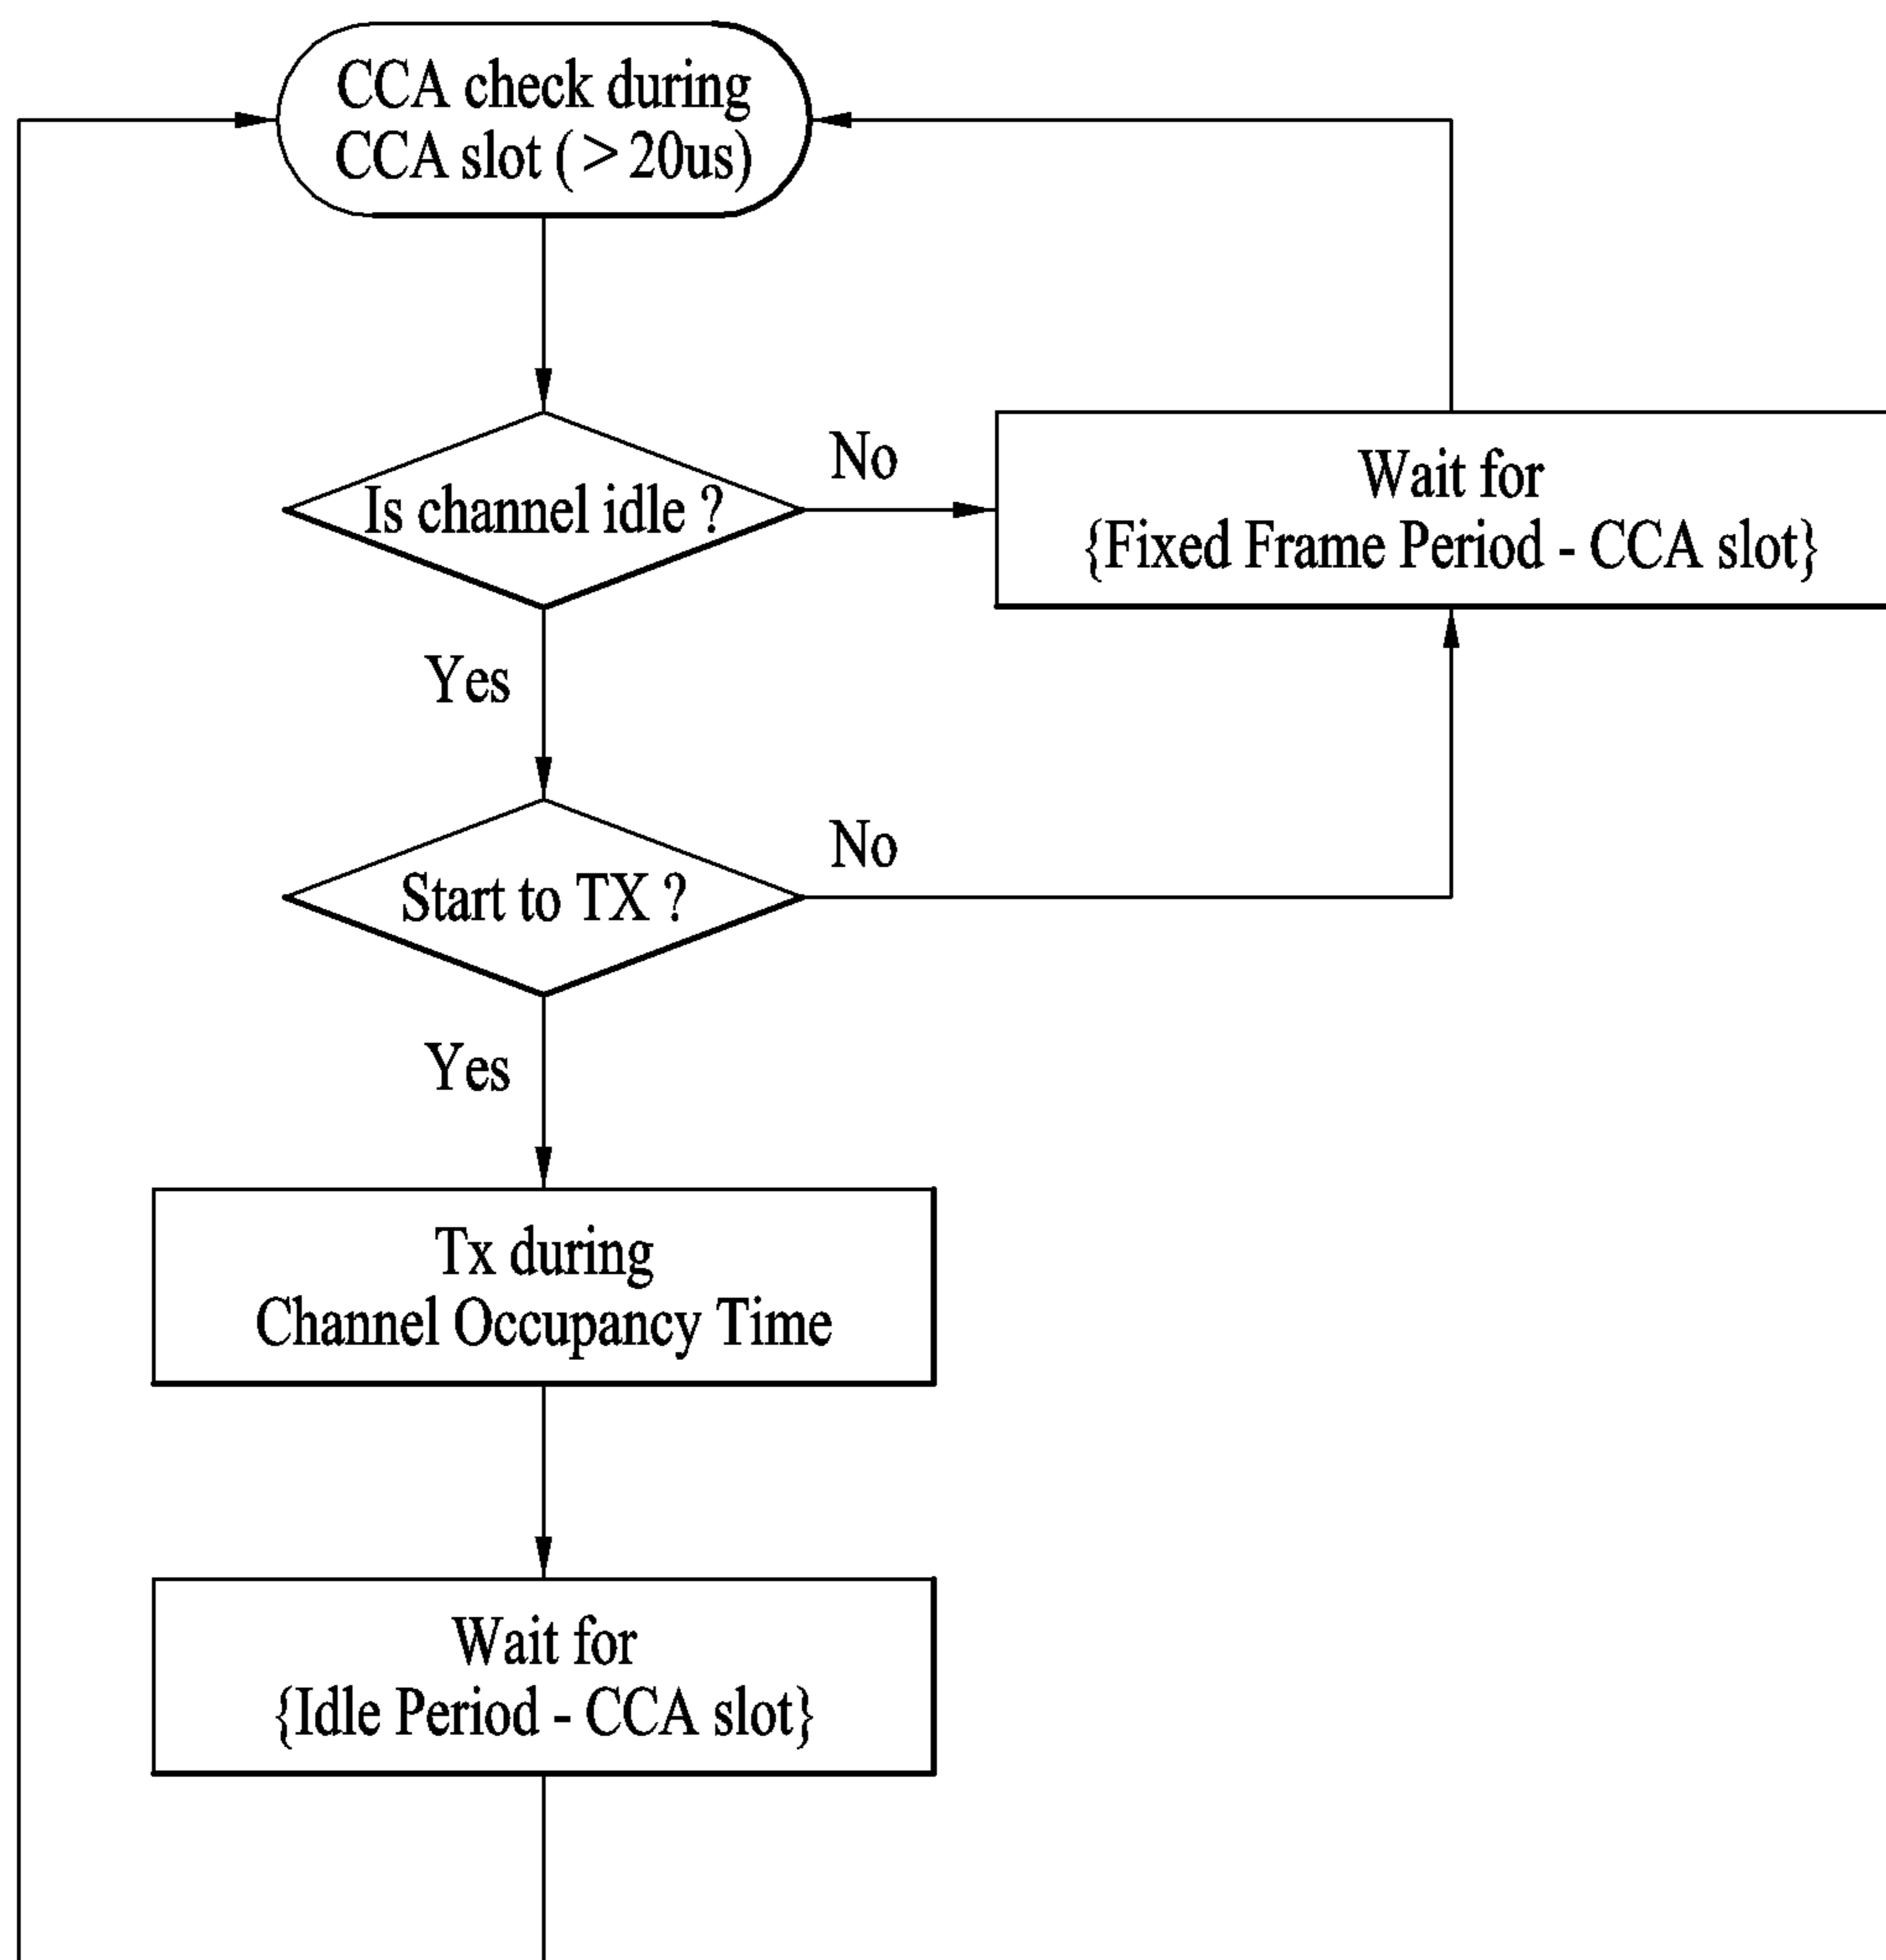 CCA check during
CCA slot ( > 20us)
Is channel idle ?
No
Wait for
{Fixed Frame Period - CCA slot}
Yes
Start to TX ?
No
Yes
Tx during
Channel Occupancy Time
Wait for
{Idle Period - CCA slot}